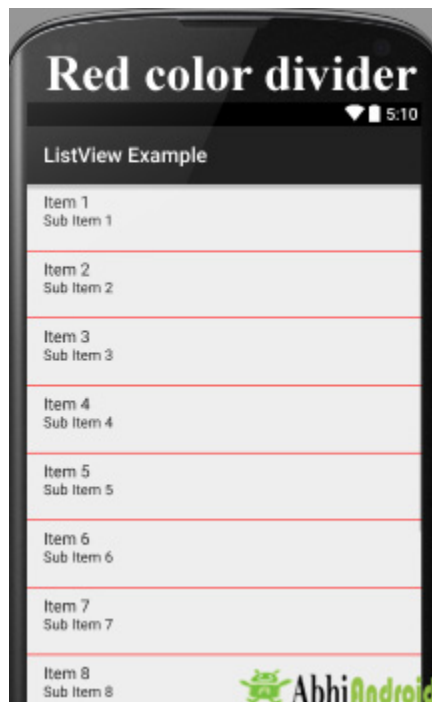 Red color divider
5:10
ListView Example
Item 1
Sub Item 1
Item 2
Sub Item 2
Item 3
Sub Item 3
Item 4
Sub Item 4
Item 5
Sub Item 5
Item 6
Sub Item 6
Item 7
Sub Item 7
Item 8
Sub Item 8
AbhiAndroid